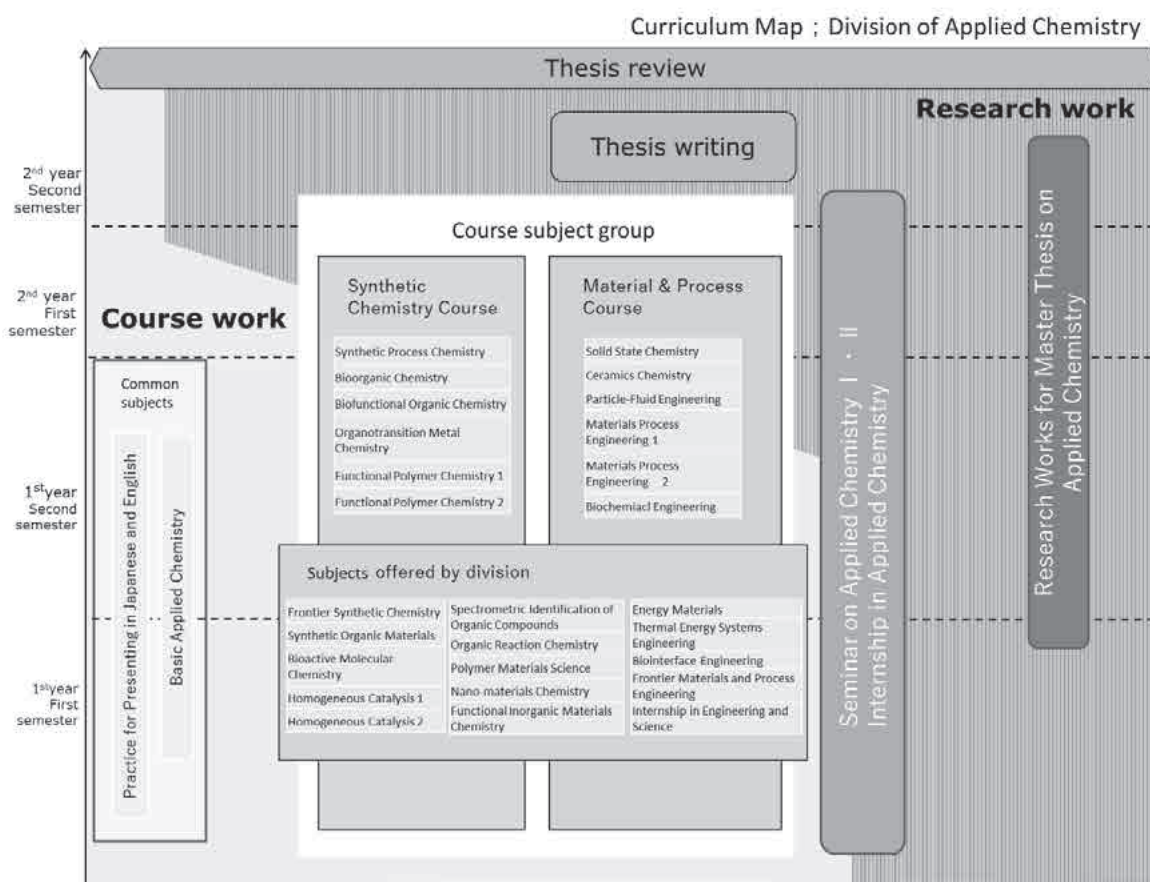 Curriculum Map ; Division of Applied Chemistry
Thesis review
Research work
Thesis writing
2nd year
Second
semester
Course subject group
Synthetic
Chemistry Course
Material & Process
Course
2nd year
First
semester
Course work
Synthetic Process Chemistry
Bioorganic Chemistry
Biofunctional Organic Chemistry
Organotransition Metal
Chemistry
Functional Polymer Chemistry 1
Functional Polymer Chemistry 2
Solid State Chemistry
Ceramics Chemistry
Particle-Fluid Engineering
Materials Process
Engineering 1
Materials Process
Engineering 2
Biochemiacl Engineering
Common
subjects
Practice for Presenting in Japanese and English
Basic Applied Chemistry
1st year
Second
semester
Subjects offered by division
Frontier Synthetic Chemistry
Synthetic Organic Materials
Bioactive Molecular
Chemistry
Homogeneous Catalysis 1
Homogeneous Catalysis 2
Spectrometric Identification of
Organic Compounds
Organic Reaction Chemistry
Polymer Materials Science
Nano-materials Chemistry
Functional Inorganic Materials
Chemistry
Energy Materials
Thermal Energy Systems
Engineering
Biointerface Engineering
Frontier Materials and Process
Engineering
Internship in Engineering and
Science
1st year
First
semester
Seminar on Applied Chemistry Ⅰ・Ⅱ
Internship in Applied Chemistry
Research Works for Master Thesis on
Applied Chemistry